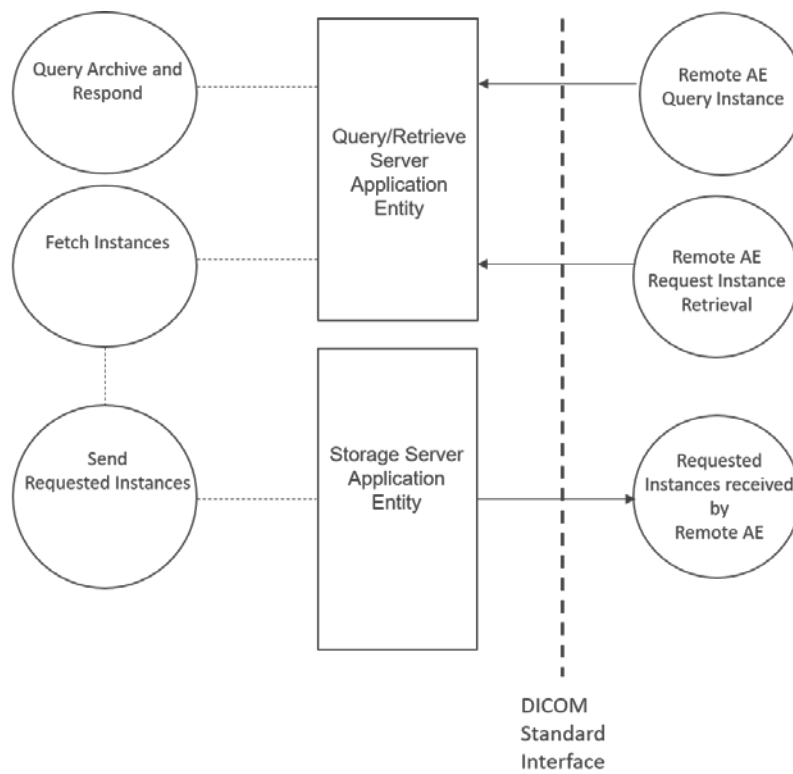 Query Archive and
Respond
Query/Retrieve
Server
Application
Entity
Remote AE
Query Instance
Fetch Instances
Remote AE
Request Instance
Retrieval
Send
Requested Instances
Storage Server
Application
Entity
Requested
Instances received
by
Remote AE
DICOM
Standard
Interface